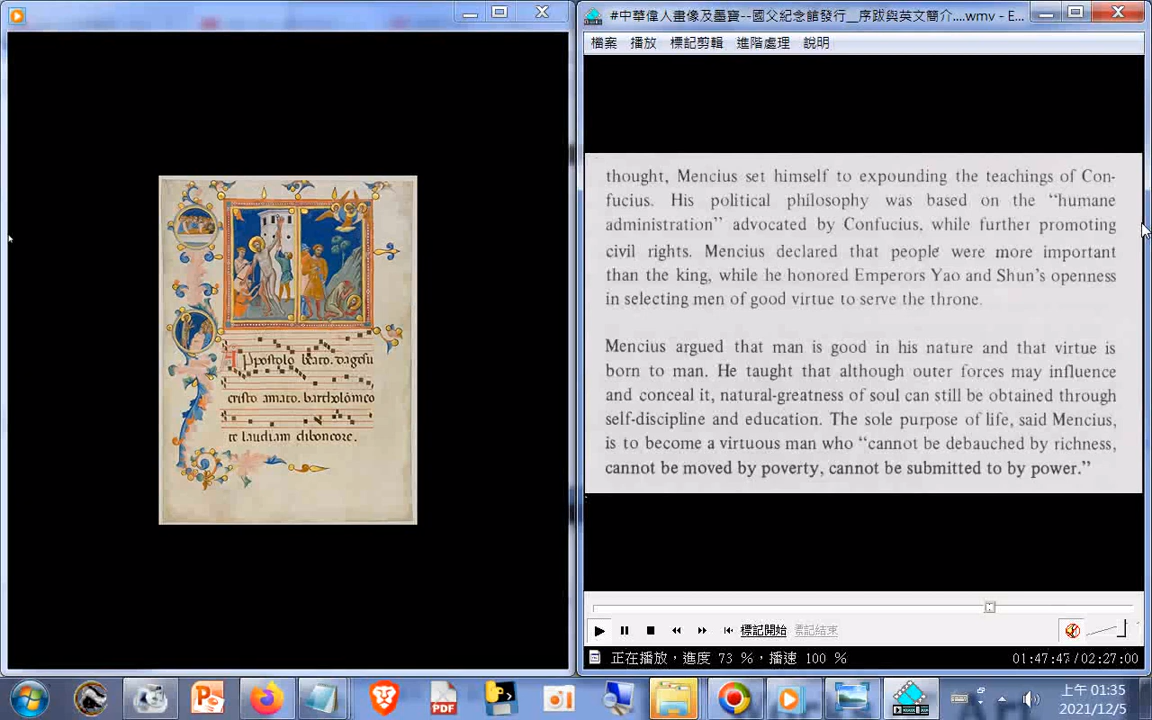 #中華偉人畫像及墨寶--國父紀念館發行__序跋與英文簡介....wmv - E...
檔案 播放 標記剪輯 進階處理 說明
Apostolo beato. dagesu
cristo amato. bartholomeo
re laudiam diboncore.
thought, Mencius set himself to expounding the teachings of Con-
fucius. His political philosophy was based on the “humane
administration” advocated by Confucius, while further promoting
civil rights. Mencius declared that people were more important
than the king, while he honored Emperors Yao and Shun's openness
in selecting men of good virtue to serve the throne.
Mencius argued that man is good in his nature and that virtue is
born to man. He taught that although outer forces may influence
and conceal it, natural-greatness of soul can still be obtained through
self-discipline and education. The sole purpose of life, said Mencius,
is to become a virtuous man who “cannot be debauched by richness,
cannot be moved by poverty, cannot be submitted to by power.”
標記開始 標記結束
正在播放，進度 73 %，播速 100 %
01:47:47/02:27:00
PDF
上午 01:35
2021/12/5